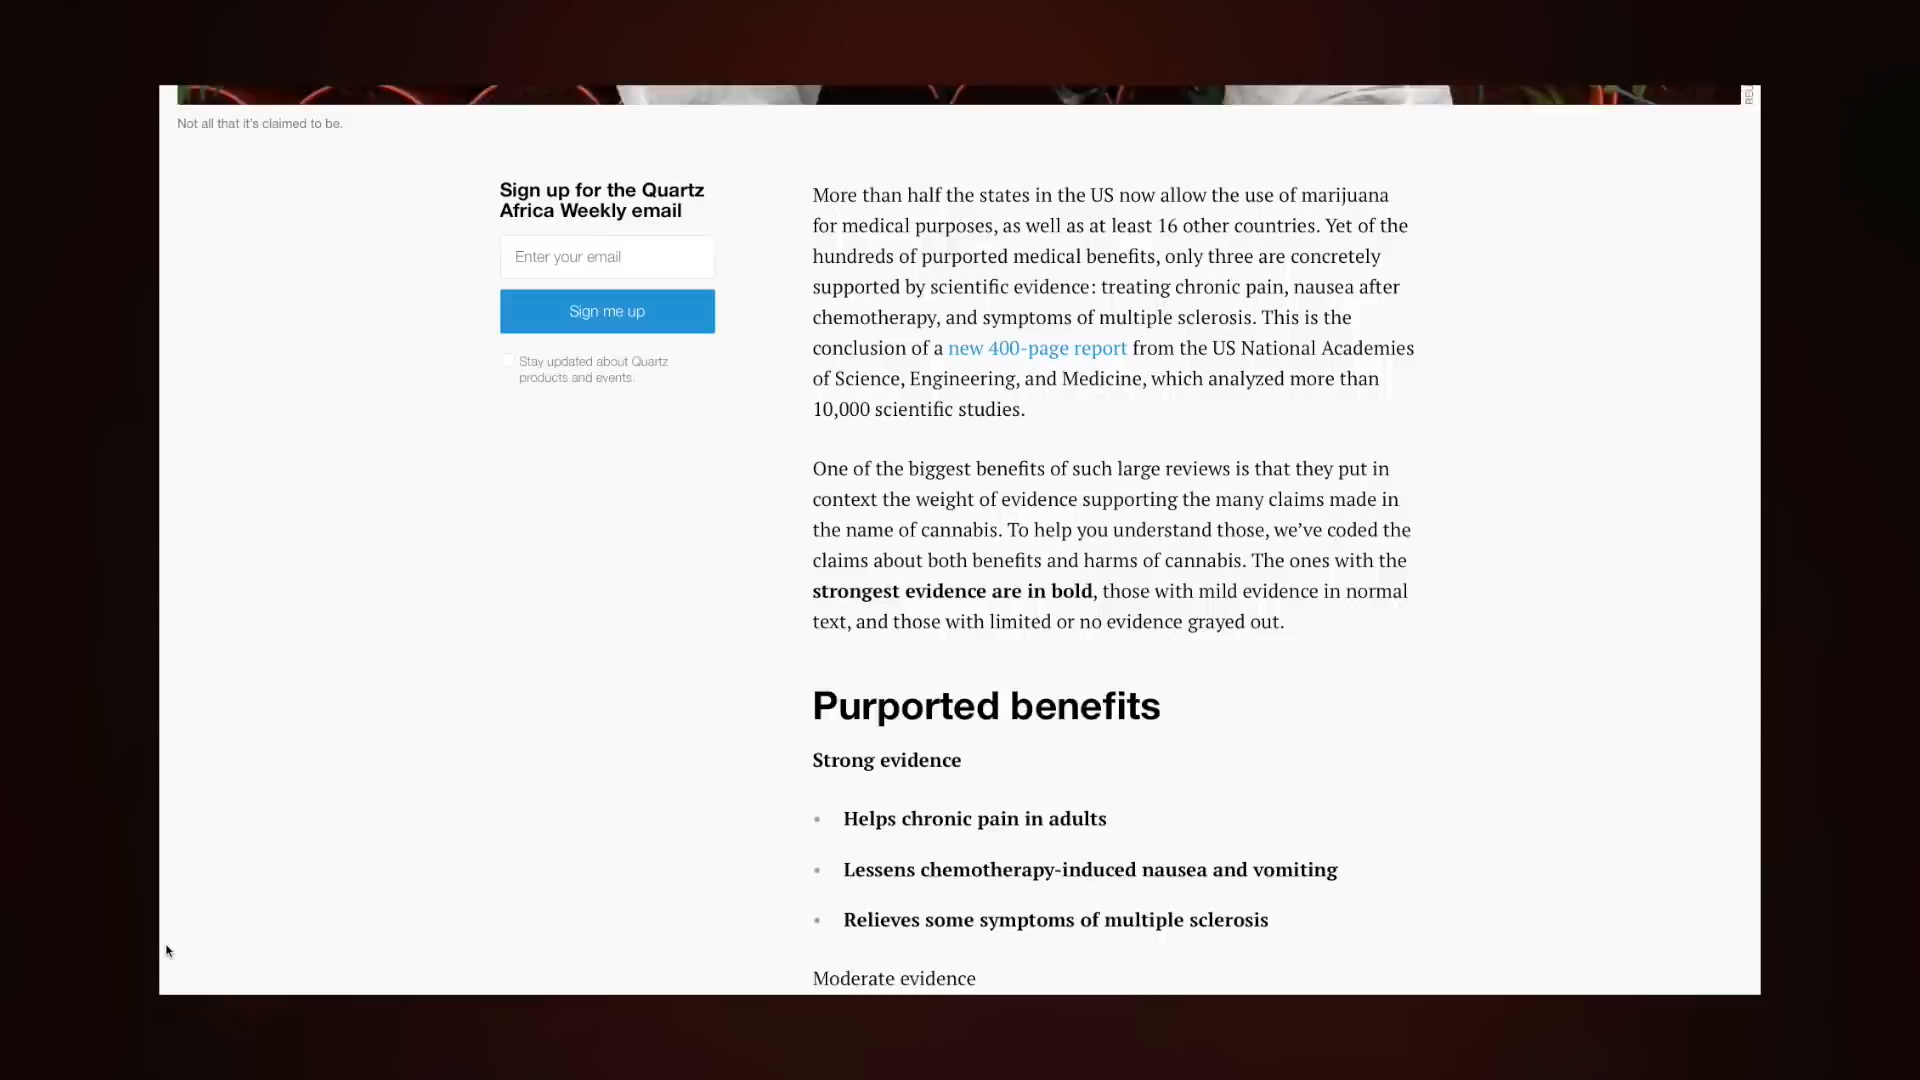 Not all that it's claimed to be.
Sign up for the Quartz
Africa Weekly email
Enter your email
Sign me up
Stay updated about Quartz
products and events.
More than half the states in the US now allow the use of marijuana
for medical purposes, as well as at least 16 other countries. Yet of the
hundreds of purported medical benefits, only three are concretely
supported by scientific evidence: treating chronic pain, nausea after
chemotherapy, and symptoms of multiple sclerosis. This is the
conclusion of a new 400-page report from the US National Academies
of Science, Engineering, and Medicine, which analyzed more than
10,000 scientific studies.
One of the biggest benefits of such large reviews is that they put in
context the weight of evidence supporting the many claims made in
the name of cannabis. To help you understand those, we’ve coded the
claims about both benefits and harms of cannabis. The ones with the
strongest evidence are in bold, those with mild evidence in normal
text, and those with limited or no evidence grayed out.
Purported benefits
Strong evidence
• Helps chronic pain in adults
• Lessens chemotherapy-induced nausea and vomiting
• Relieves some symptoms of multiple sclerosis
Moderate evidence